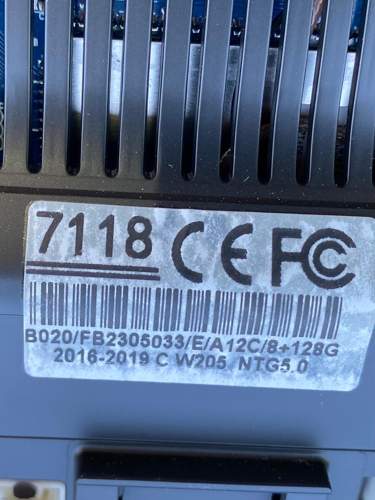 7118 CE FC
B020/FB2305033/E/A12C/8+128G
2016-2019 C W205 NTG5.0